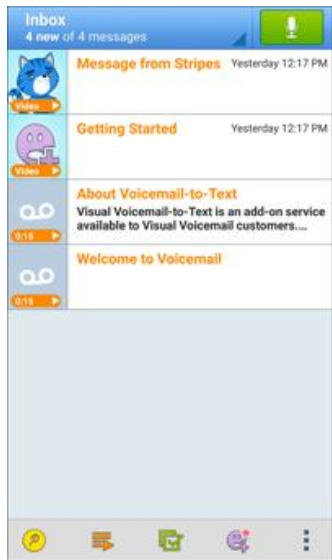 Inbox
4 new of 4 messages
Message from Stripes Yesterday 12:17 PM
Video
Getting Started Yesterday 12:17 PM
Video
About Voicemail-to-Text
Visual Voicemail-to-Text is an add-on service
available to Visual Voicemail customers....
0:16
Welcome to Voicemail
0:16